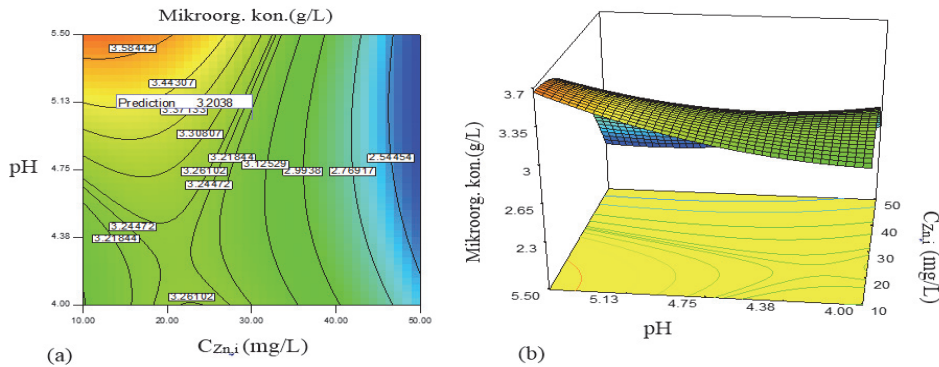 Mikroorg. kon.(g/L)
5.50
3.58442
3.44307
5.13
Prediction 3.2038
3.37133
3.30807
pH
4.75
3.21844
3.12529
2.54454
3.26102
2.9938
2.76917
3.24472
4.38
3.24472
3.21844
4.00
3.26102
10.00 20.00 30.00 40.00 50.00
(a)
CZn,i (mg/L)
Mikroorg. kon.(g/L)
3.7
3.35
3
2.65
2.3
5.50 5.13 4.75 4.38 4.00
pH
50
40
30
20
10
CZn,i (mg/L)
(b)